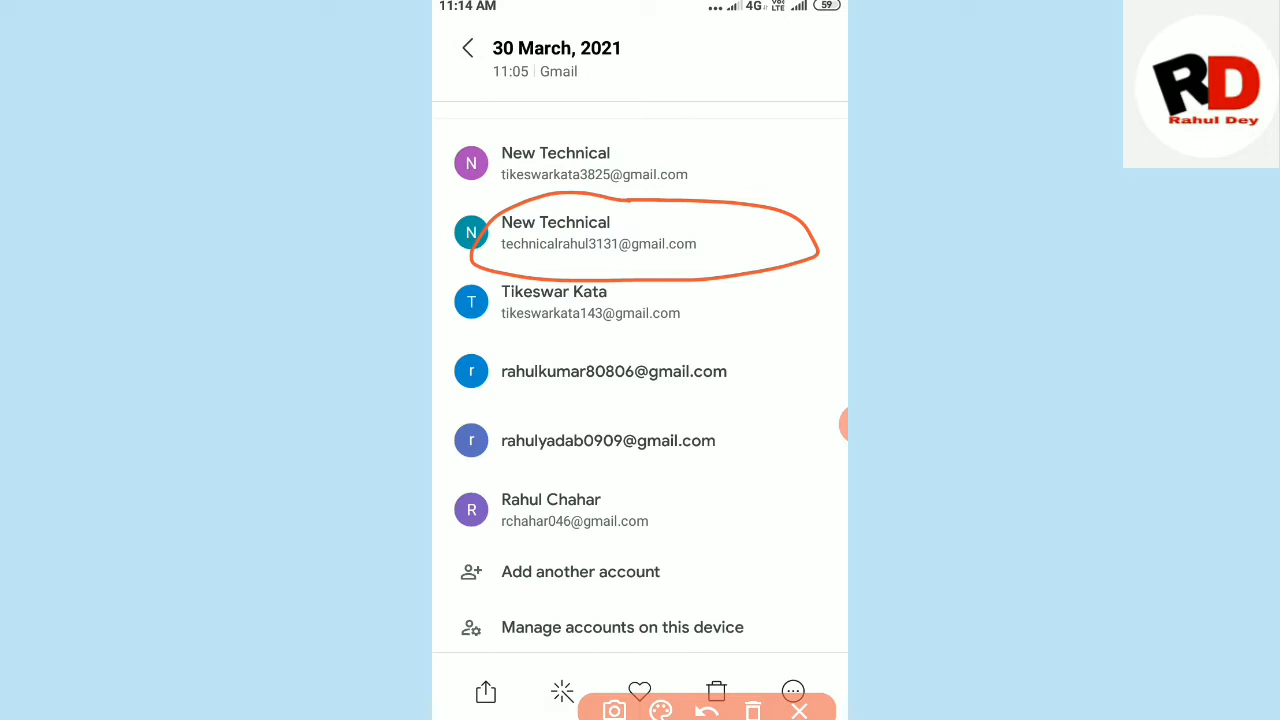 11:14 AM
4G
VoLTE
59
RD
Rahul Dey
30 March, 2021
11:05 | Gmail
N
New Technical
tikeswarkata3825@gmail.com
N
New Technical
technicalrahul3131@gmail.com
T
Tikeswar Kata
tikeswarkata143@gmail.com
r
rahulkumar80806@gmail.com
r
rahulyadab0909@gmail.com
R
Rahul Chahar
rchahar046@gmail.com
Add another account
Manage accounts on this device